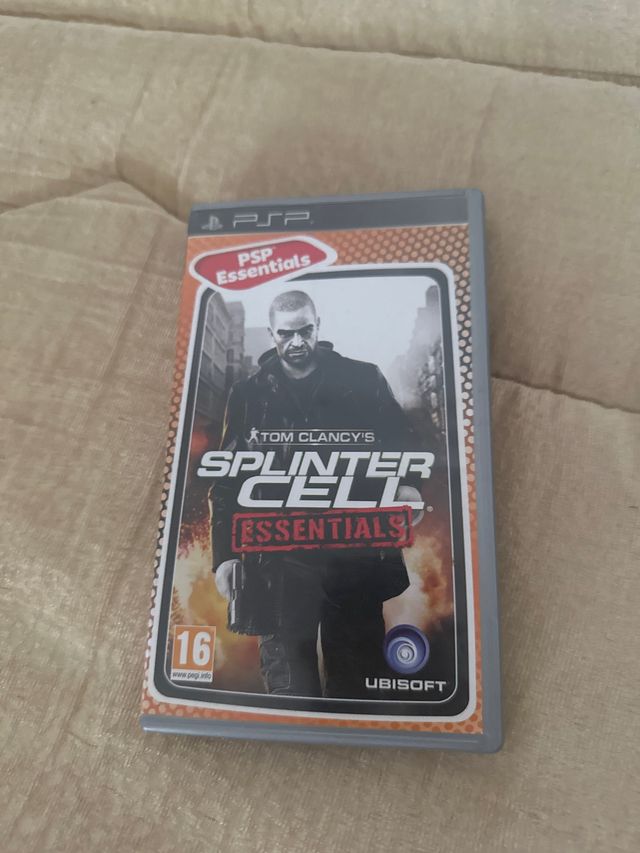 PSP
PSP
Essentials
TOM CLANCY'S
SPLINTER
CELL®
ESSENTIALS
16
www.pegi.info
UBISOFT